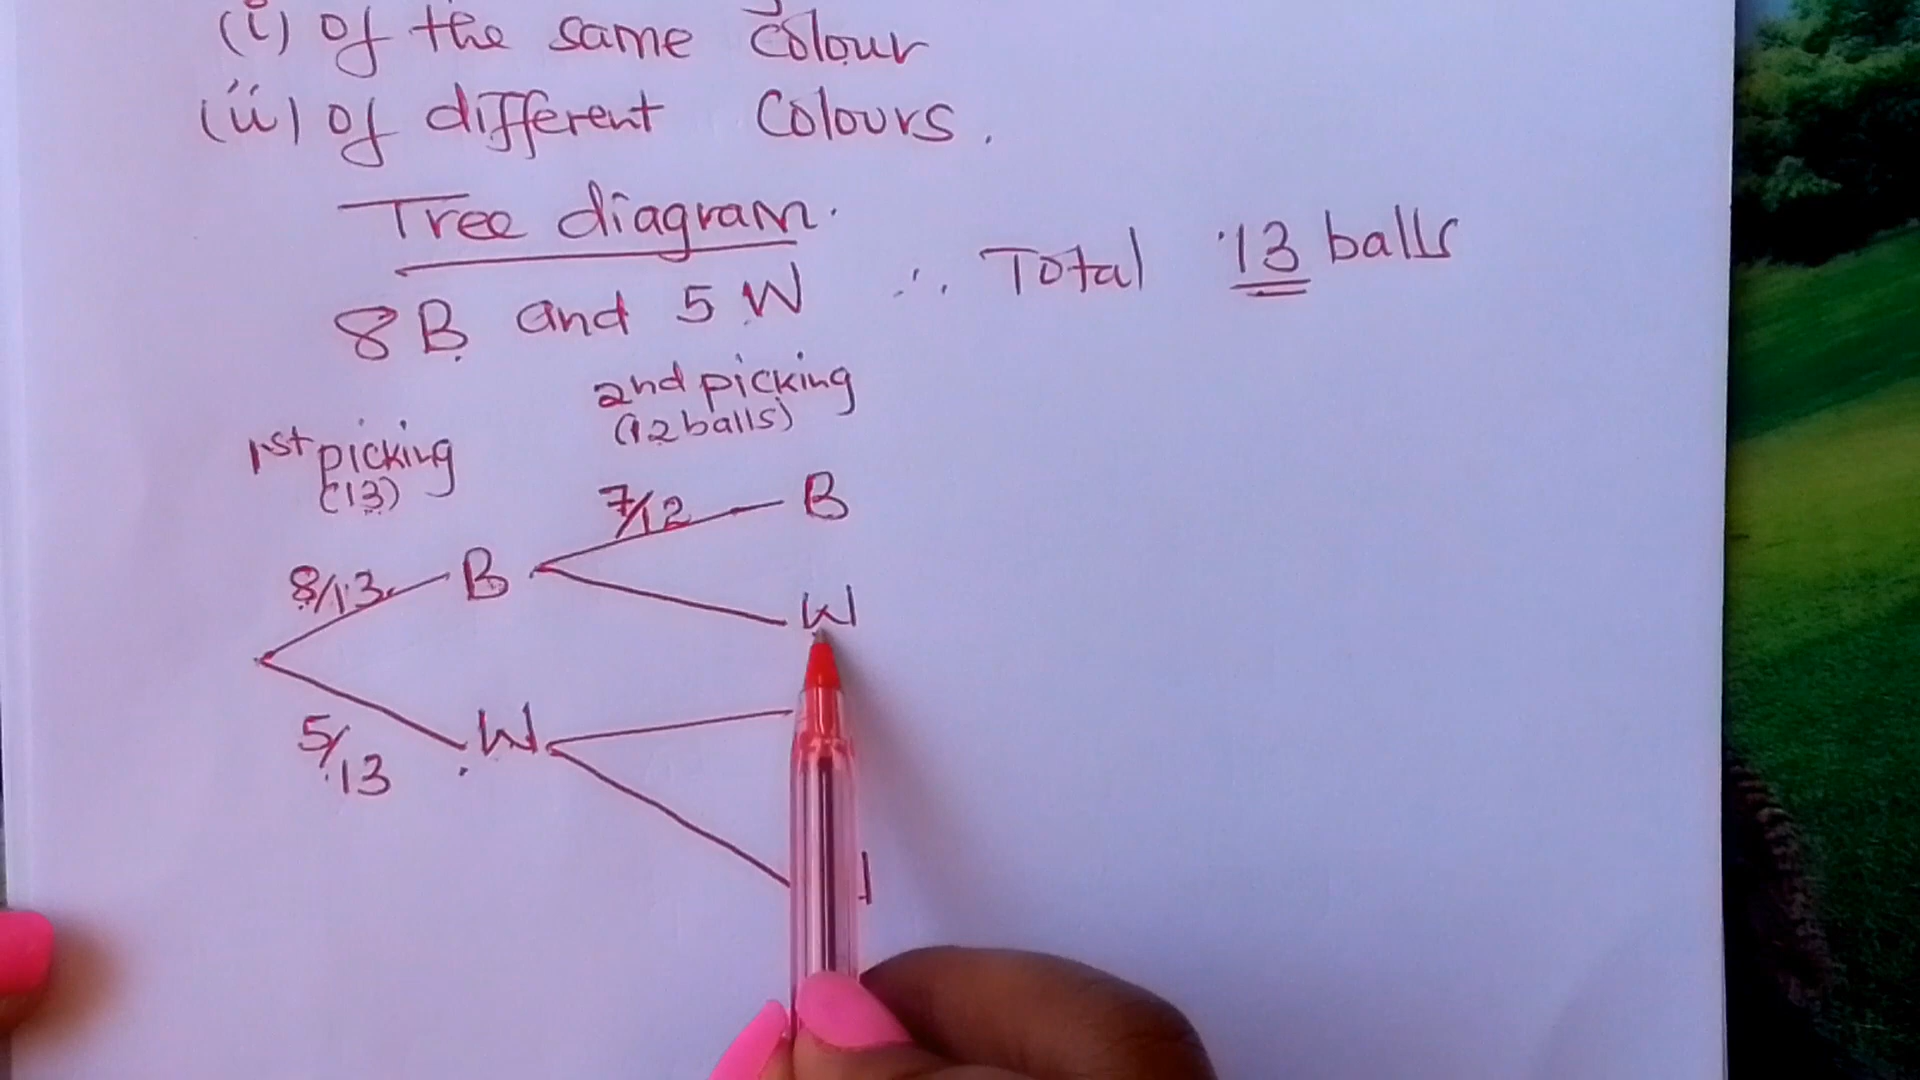 (i) of the same colour
(ii) of different Colours.
Tree diagram.
8 B and 5 W ∴ Total 13 balls
2nd picking
(12 balls)
1st picking
(13)
7/12 B
8/13 B
W
5/13 W